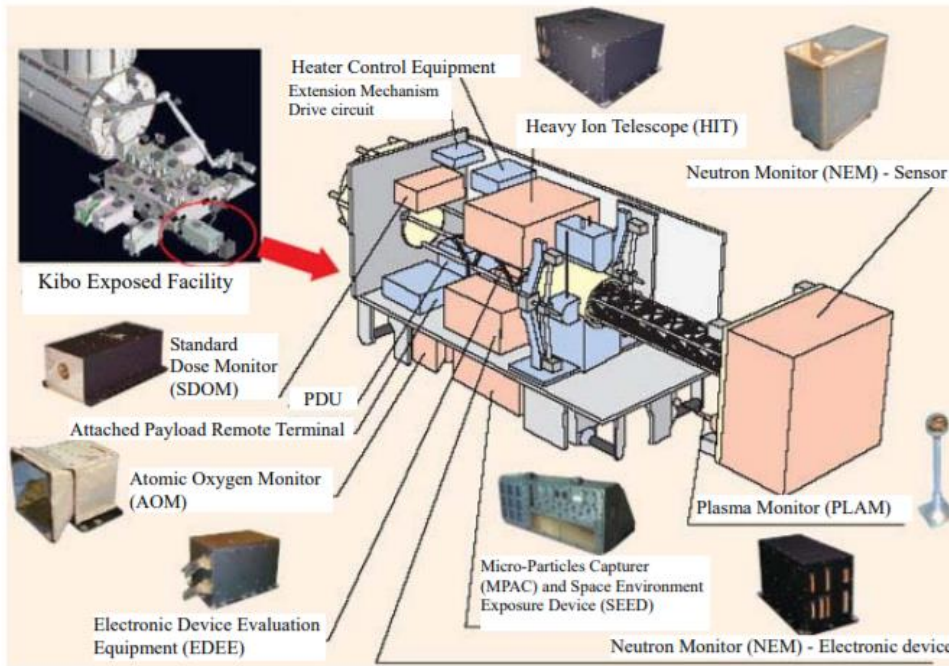 Heater Control Equipment
Extension Mechanism
Drive circuit
Heavy Ion Telescope (HIT)
Neutron Monitor (NEM) - Sensor
Kibo Exposed Facility
Standard
Dose Monitor
(SDOM)
PDU
Attached Payload Remote Terminal
Atomic Oxygen Monitor
(AOM)
Plasma Monitor (PLAM)
Micro-Particles Capturer
(MPAC) and Space Environment
Exposure Device (SEED)
Electronic Device Evaluation
Equipment (EDEE)
Neutron Monitor (NEM) - Electronic device